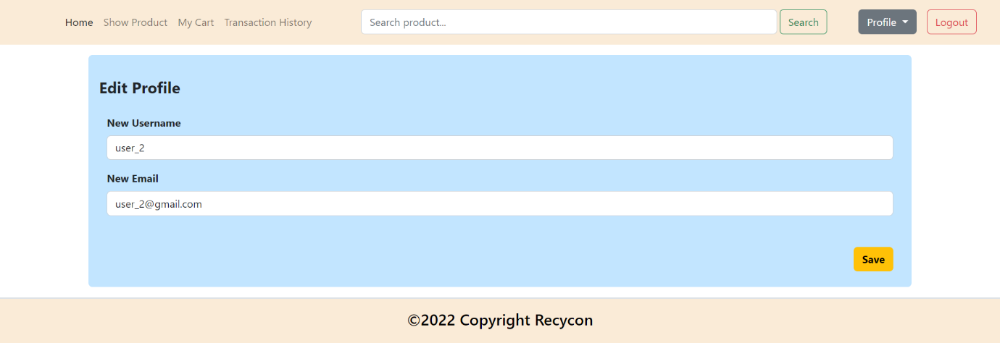 Home Show Product My Cart Transaction History Search product... Search Profile Logout
Edit Profile
New Username
user_2
New Email
user_2@gmail.com
Save
©2022 Copyright Recycon